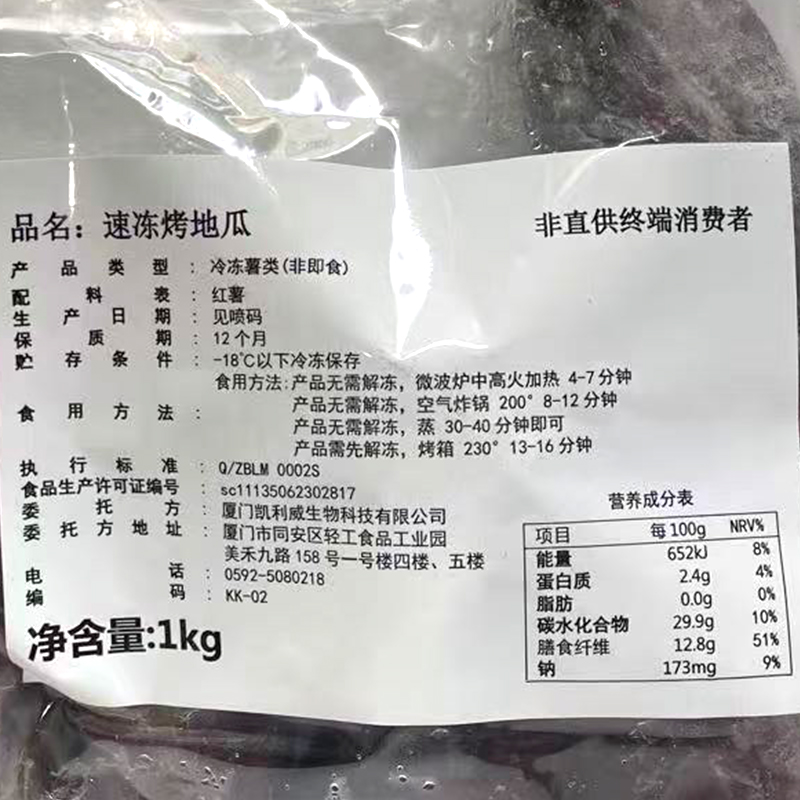 品名：速冻烤地瓜
非直供终端消费者
产品类型：冷冻薯类(非即食)
配料表：红薯
生产日期：见喷码
保质期：12个月
贮存条件：-18℃以下冷冻保存
食用方法：食用方法:产品无需解冻，微波炉中高火加热 4-7分钟
产品无需解冻，空气炸锅 200° 8-12分钟
产品无需解冻，蒸 30-40分钟即可
产品需先解冻，烤箱 230° 13-16分钟
执行标准：Q/ZBLM 0002S
食品生产许可证编号：sc11135062302817
委托方：厦门凯利威生物科技有限公司
委托方地址：厦门市同安区轻工食品工业园
美禾九路158号一号楼四楼、五楼
电话：0592-5080218
编码：KK-02
净含量:1kg
营养成分表
项目 每100g NRV%
能量 652kJ 8%
蛋白质 2.4g 4%
脂肪 0.0g 0%
碳水化合物 29.9g 10%
膳食纤维 12.8g 51%
钠 173mg 9%